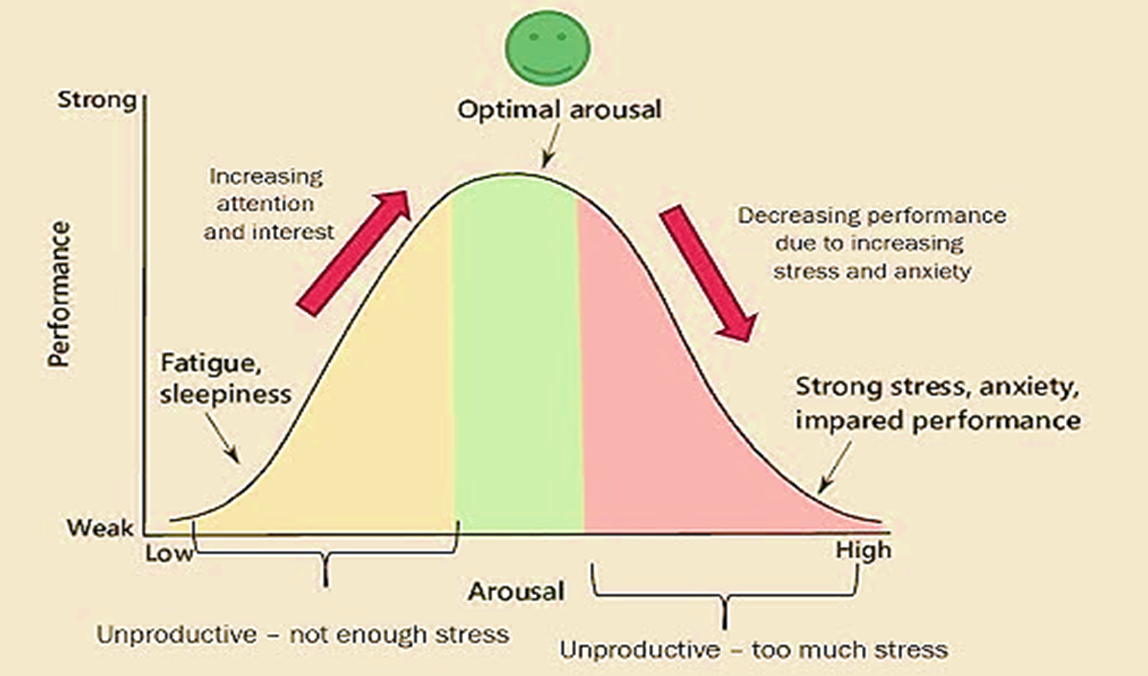 Strong
Optimal arousal
Increasing
attention
and interest
Decreasing performance
due to increasing
stress and anxiety
Performance
Fatigue,
sleepiness
Strong stress, anxiety,
impared performance
Weak
Low
High
Arousal
Unproductive – not enough stress
Unproductive – too much stress